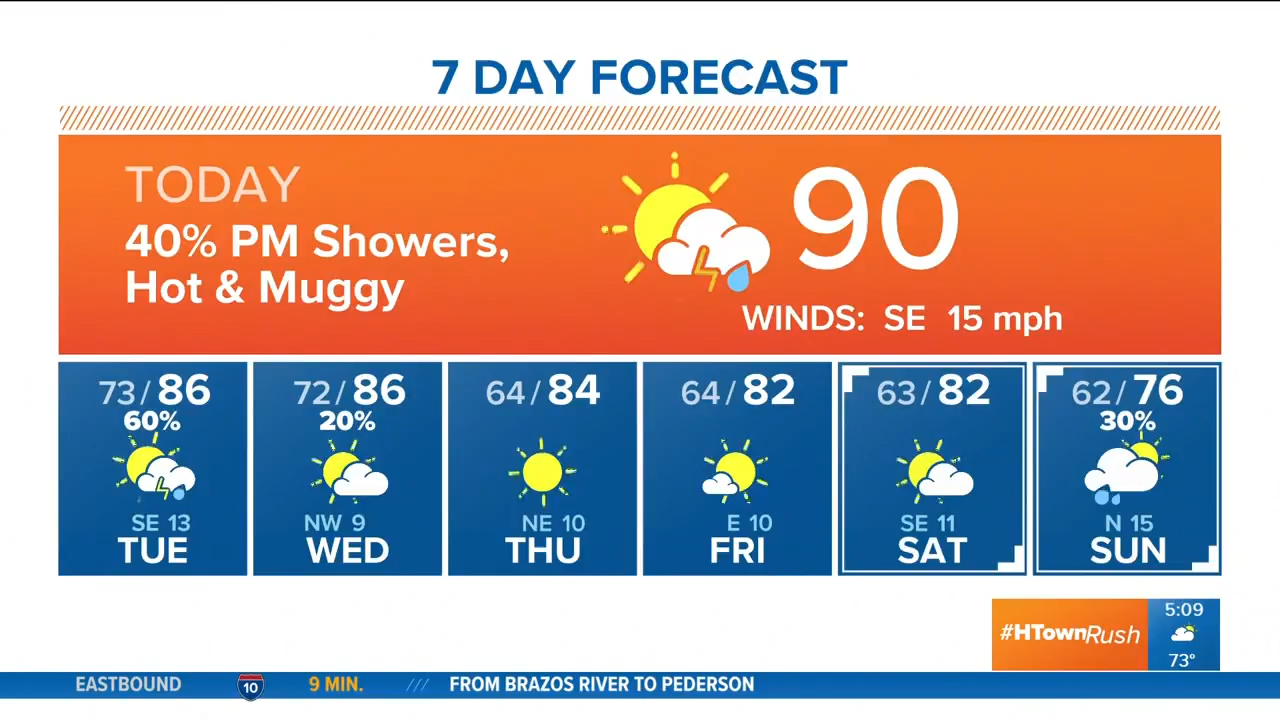 7 DAY FORECAST
TODAY
40% PM Showers,
Hot & Muggy
90
WINDS: SE 15 mph
73/86
60%
SE 13
TUE
72/86
20%
NW 9
WED
64/84
NE 10
THU
64/82
E 10
FRI
63/82
SE 11
SAT
62/76
30%
N 15
SUN
#HTownRush
5:09
73°
EASTBOUND 10 9 MIN. /// FROM BRAZOS RIVER TO PEDERSON